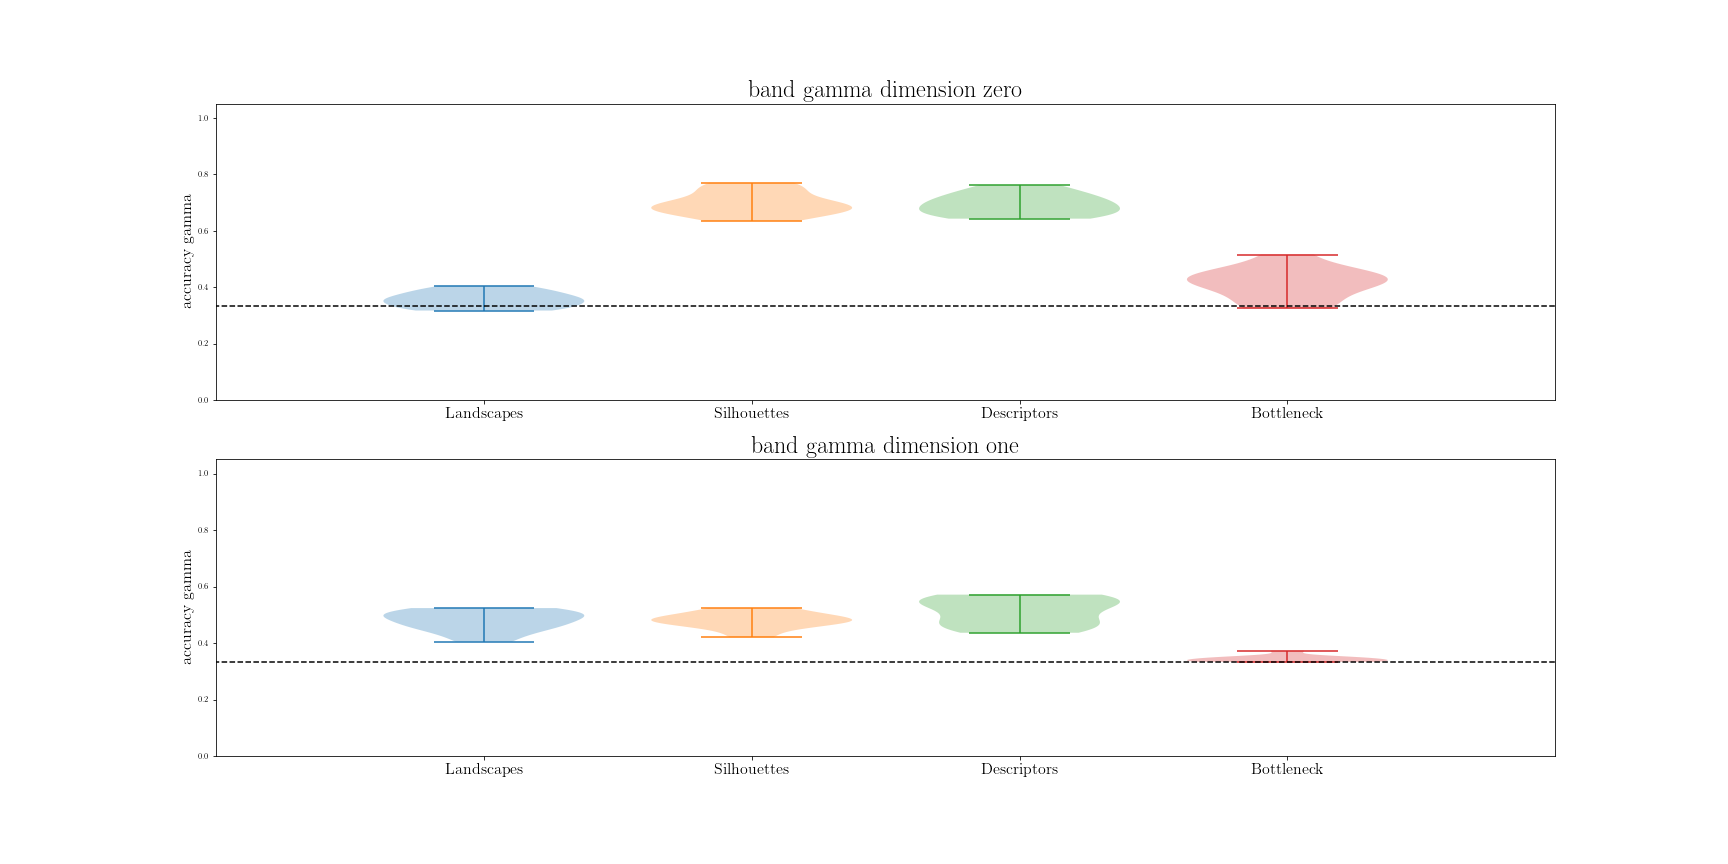 band gamma dimension zero
accuracy gamma
1.0
0.8
0.6
0.4
0.2
0.0
Landscapes Silhouettes Descriptors Bottleneck
band gamma dimension one
accuracy gamma
1.0
0.8
0.6
0.4
0.2
0.0
Landscapes Silhouettes Descriptors Bottleneck